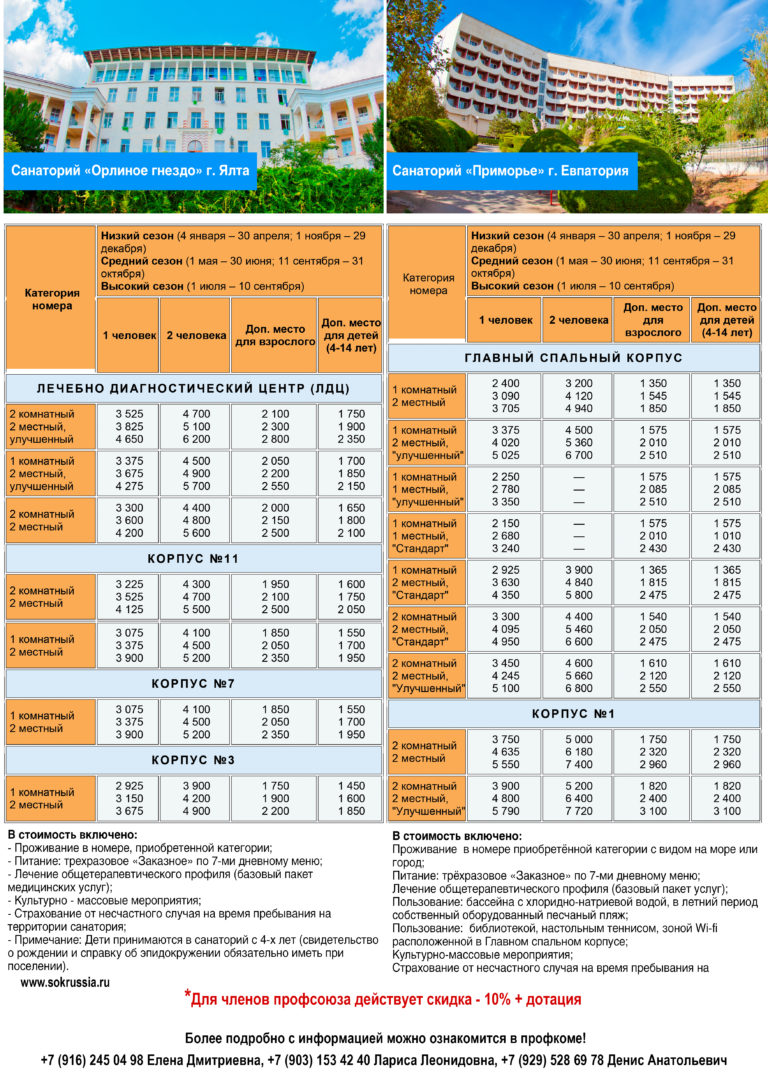 Санаторий «Орлиное гнездо» г. Ялта
Санаторий «Приморье» г. Евпатория
Категория
номера
Низкий сезон (4 января – 30 апреля; 1 ноября – 29
декабря)
Средний сезон (1 мая – 30 июня; 11 сентября – 31
октября)
Высокий сезон (1 июля – 10 сентября)
1 человек
2 человека
Доп. место
для взрослого
Доп. место
для детей
(4-14 лет)
ЛЕЧЕБНО ДИАГНОСТИЧЕСКИЙ ЦЕНТР (ЛДЦ)
2 комнатный
2 местный,
улучшенный
3 525 4 700 2 100 1 750
3 825 5 100 2 300 1 900
4 650 6 200 2 800 2 350
1 комнатный
2 местный,
улучшенный
3 375 4 500 2 050 1 700
3 675 4 900 2 200 1 850
4 275 5 700 2 550 2 150
2 комнатный
2 местный
3 300 4 400 2 000 1 650
3 600 4 800 2 150 1 800
4 200 5 600 2 500 2 100
КОРПУС №11
2 комнатный
2 местный
3 225 4 300 1 950 1 600
3 525 4 700 2 100 1 750
4 125 5 500 2 500 2 050
1 комнатный
2 местный
3 075 4 100 1 850 1 550
3 375 4 500 2 050 1 700
3 900 5 200 2 350 1 950
КОРПУС №7
1 комнатный
2 местный
3 075 4 100 1 850 1 550
3 375 4 500 2 050 1 700
3 900 5 200 2 350 1 950
КОРПУС №3
1 комнатный
2 местный
2 925 3 900 1 750 1 450
3 150 4 200 1 900 1 600
3 675 4 900 2 200 1 850
В стоимость включено:
- Проживание в номере, приобретенной категории;
- Питание: трехразовое «Заказное» по 7-ми дневному меню;
- Лечение общетерапевтического профиля (базовый пакет
медицинских услуг);
- Культурно - массовые мероприятия;
- Страхование от несчастного случая на время пребывания на
территории санатория;
- Примечание: Дети принимаются в санаторий с 4-х лет (свидетельство
о рождении и справку об эпидокружении обязательно иметь при
поселении).
www.sokrussia.ru
Категория
номера
Низкий сезон (4 января – 30 апреля; 1 ноября – 29
декабря)
Средний сезон (1 мая – 30 июня; 11 сентября – 31
октября)
Высокий сезон (1 июля – 10 сентября)
1 человек
2 человека
Доп. место
для
взрослого
Доп. место
для детей
(4-14 лет)
ГЛАВНЫЙ СПАЛЬНЫЙ КОРПУС
1 комнатный
2 местный
2 400 3 200 1 350 1 350
3 090 4 120 1 545 1 545
3 705 4 940 1 850 1 850
1 комнатный
2 местный,
"улучшенный"
3 375 4 500 1 575 1 575
4 020 5 360 2 010 2 010
5 025 6 700 2 510 2 510
1 комнатный
1 местный,
"улучшенный"
2 250 — 1 575 1 575
2 780 — 2 085 2 085
3 350 — 2 510 2 510
1 комнатный
1 местный,
"Стандарт"
2 150 — 1 575 1 575
2 680 — 2 010 1 010
3 240 — 2 430 2 430
1 комнатный
2 местный,
"Стандарт"
2 925 3 900 1 365 1 365
3 630 4 840 1 815 1 815
4 350 5 800 2 475 2 475
2 комнатный
2 местный,
"Стандарт"
3 300 4 400 1 540 1 540
4 095 5 460 2 050 2 050
4 950 6 600 2 475 2 475
2 комнатный
2 местный,
"Улучшенный"
3 450 4 600 1 610 1 610
4 245 5 660 2 120 2 120
5 100 6 800 2 550 2 550
КОРПУС №1
2 комнатный
2 местный
3 750 5 000 1 750 1 750
4 635 6 180 2 320 2 320
5 550 7 400 2 960 2 960
2 комнатный
2 местный,
"Улучшенный"
3 900 5 200 1 820 1 820
4 800 6 400 2 400 2 400
5 790 7 720 3 100 3 100
В стоимость включено:
Проживание в номере приобретённой категории с видом на море или
город;
Питание: трёхразовое «Заказное» по 7-ми дневному меню;
Лечение общетерапевтического профиля (базовый пакет услуг);
Пользование: бассейна с хлоридно-натриевой водой, в летний период
собственный оборудованный песчаный пляж;
Пользование: библиотекой, настольным теннисом, зоной Wi-fi
расположенной в Главном спальном корпусе;
Культурно-массовые мероприятия;
Страхование от несчастного случая на время пребывания на
*Для членов профсоюза действует скидка - 10% + дотация
Более подробно с информацией можно ознакомится в профкоме!
+7 (916) 245 04 98 Елена Дмитриевна, +7 (903) 153 42 40 Лариса Леонидовна, +7 (929) 528 69 78 Денис Анатольевич